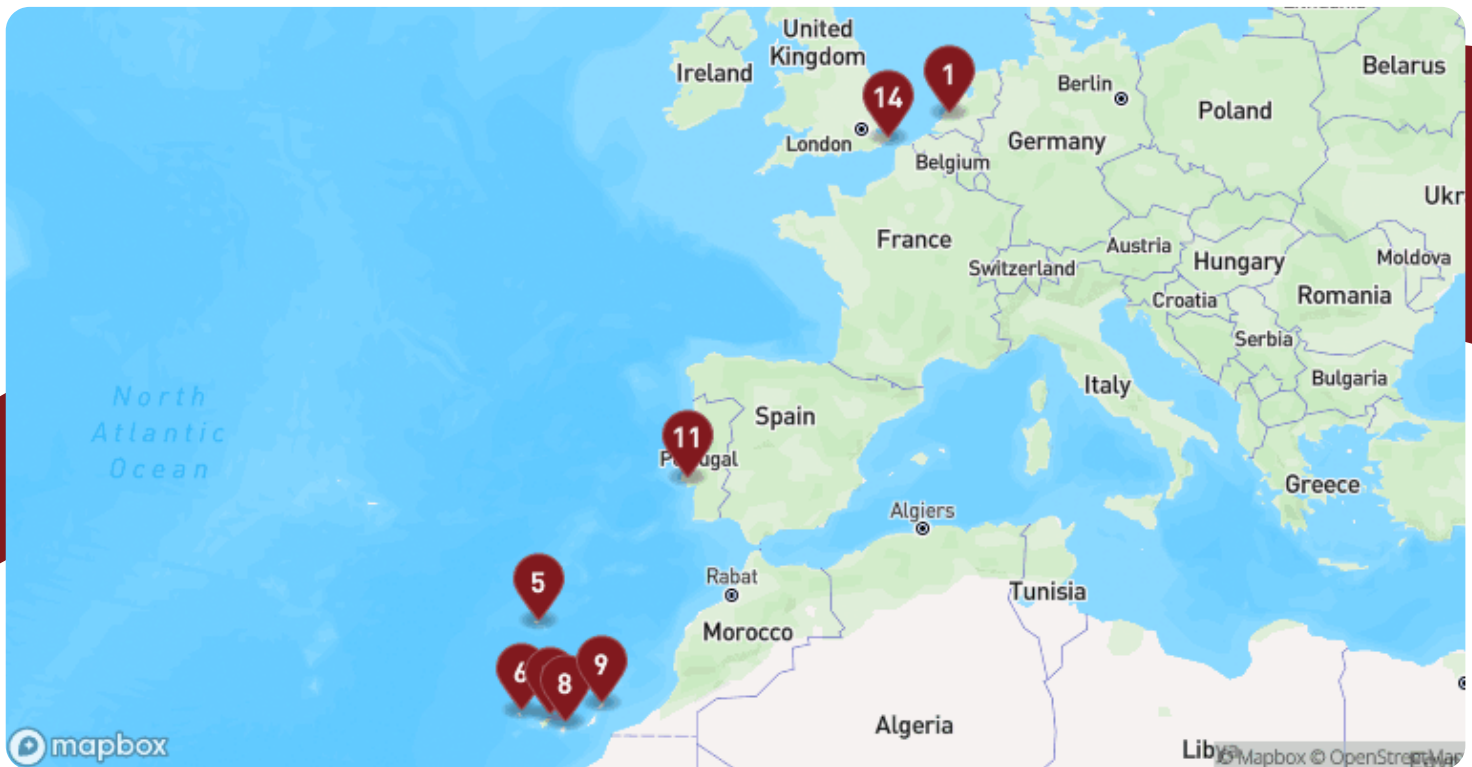 United
Kingdom
Ireland
14
1
London
Belgium
Berlin
Germany
Poland
Belarus
Ukr
France
Switzerland
Austria
Hungary
Moldova
Croatia
Romania
Serbia
Italy
Bulgaria
North
Atlantic
Ocean
Spain
11
Portugal
Greece
Algiers
5
Rabat
Tunisia
Morocco
6
8
9
Algeria
Libya
mapbox
© Mapbox © OpenStreetMap